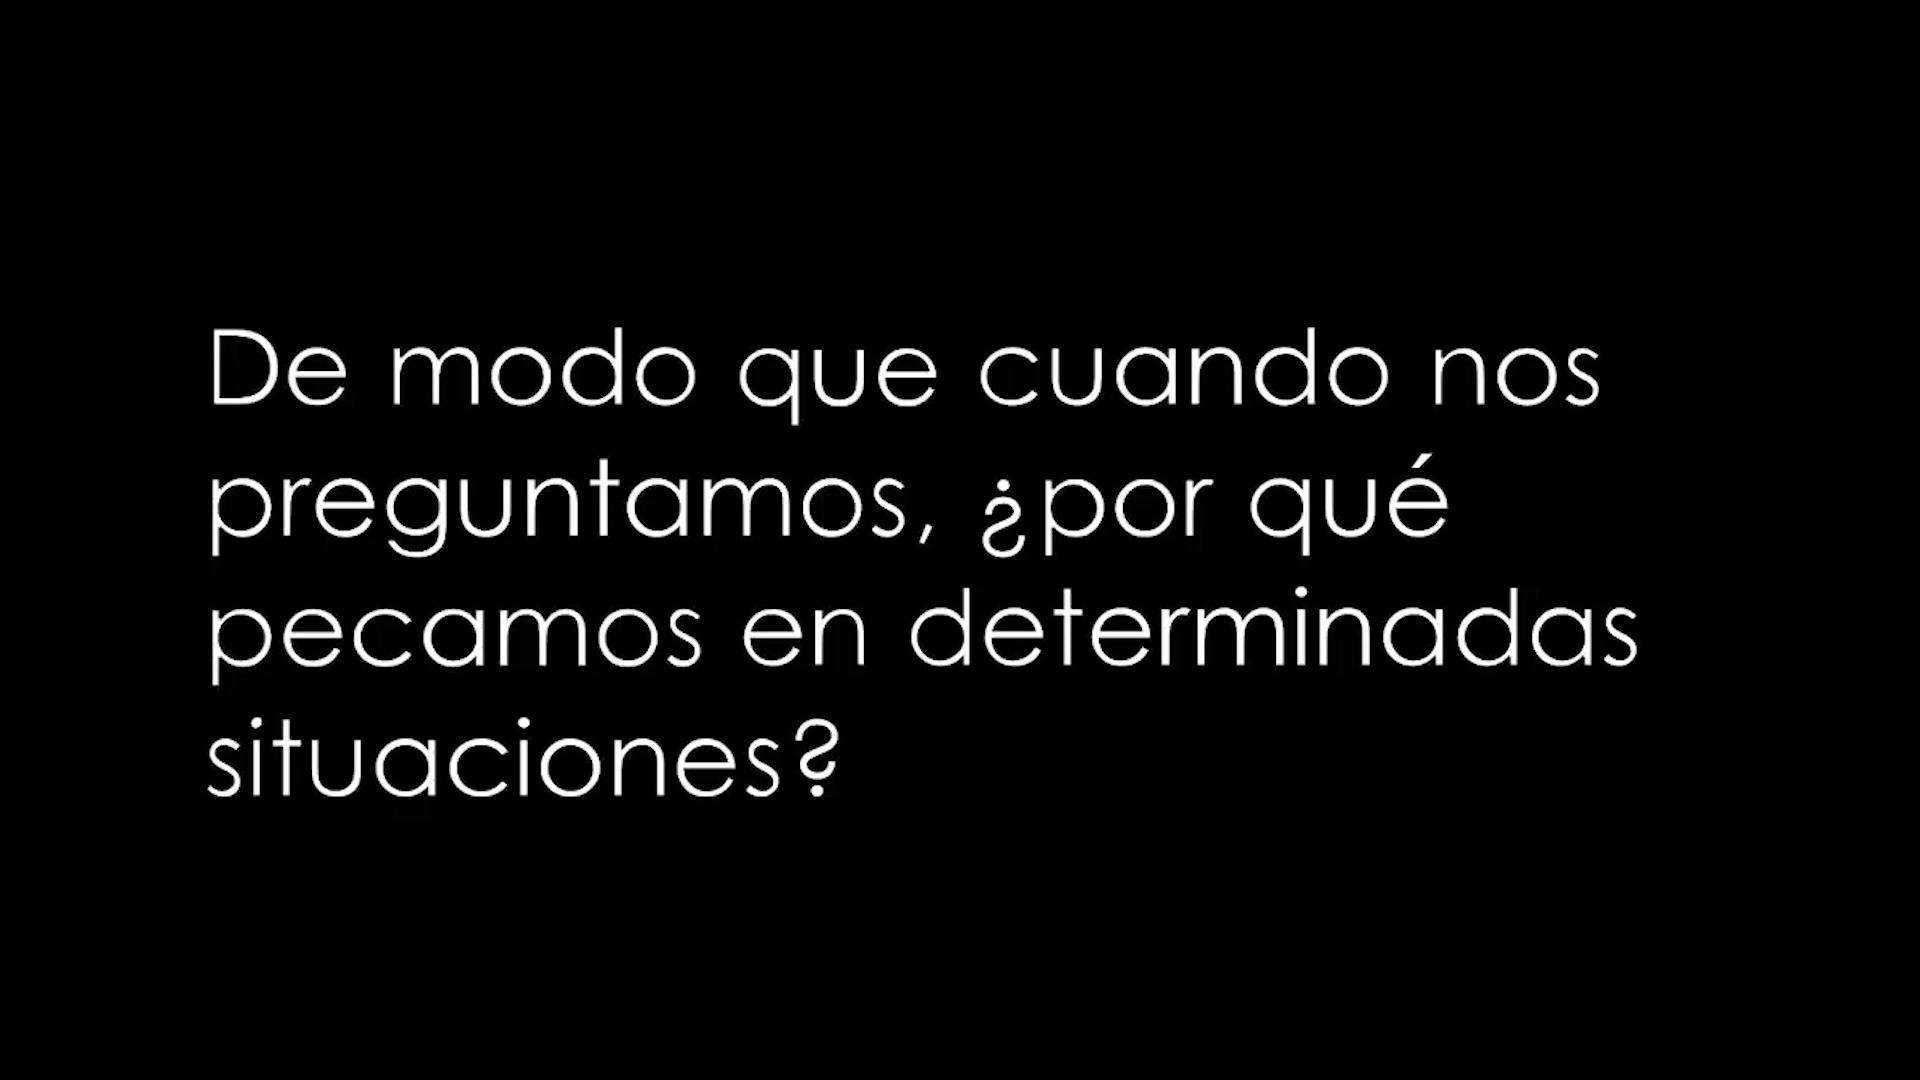 De modo que cuando nos
preguntamos, ¿por qué
pecamos en determinadas
situaciones?